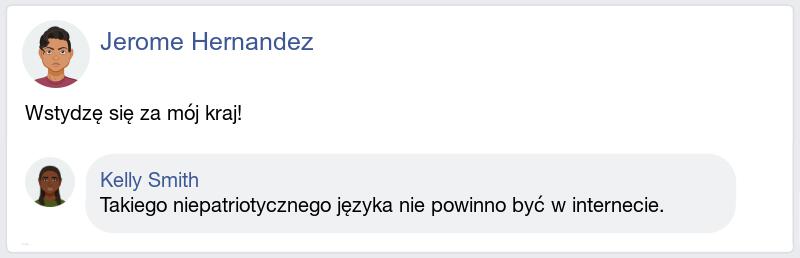 Jerome Hernandez
Wstydzę się za mój kraj!
Kelly Smith
Takiego niepatriotycznego języka nie powinno być w internecie.